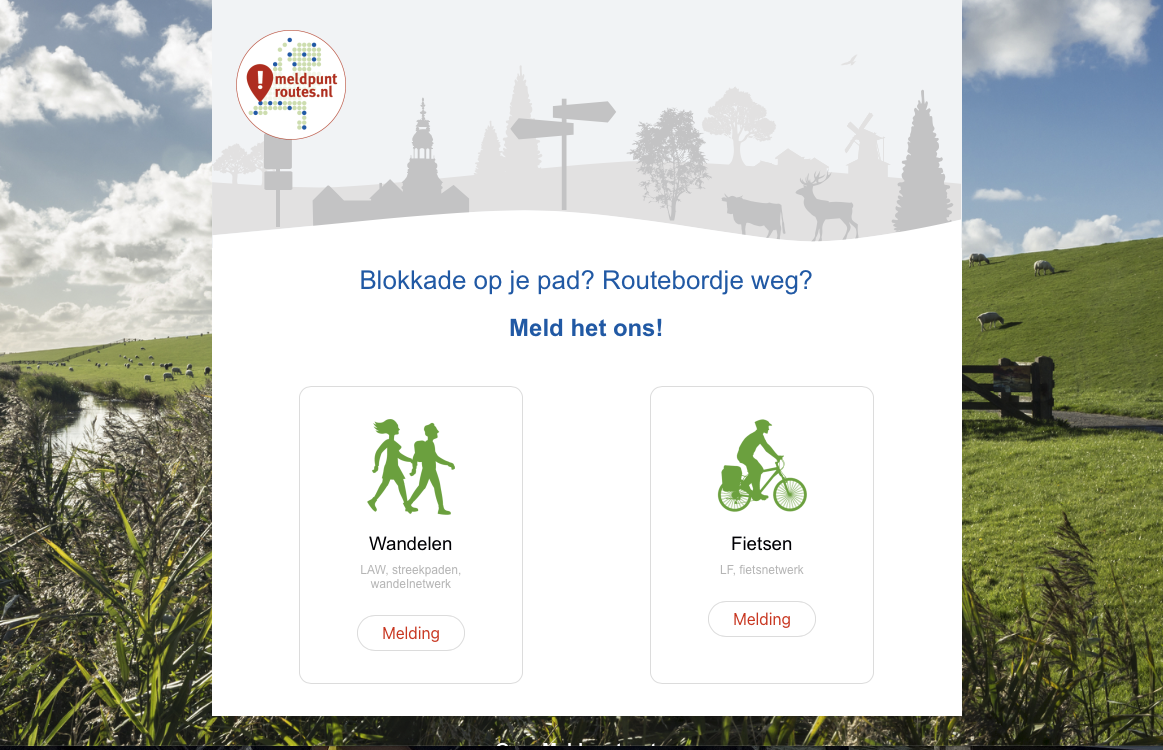 meldpunt
routes.nl
Blokkade op je pad? Routebordje weg?
Meld het ons!
Wandelen
LAW, streekpaden,
wandelnetwerk
Melding
Fietsen
LF, fietsnetwerk
Melding